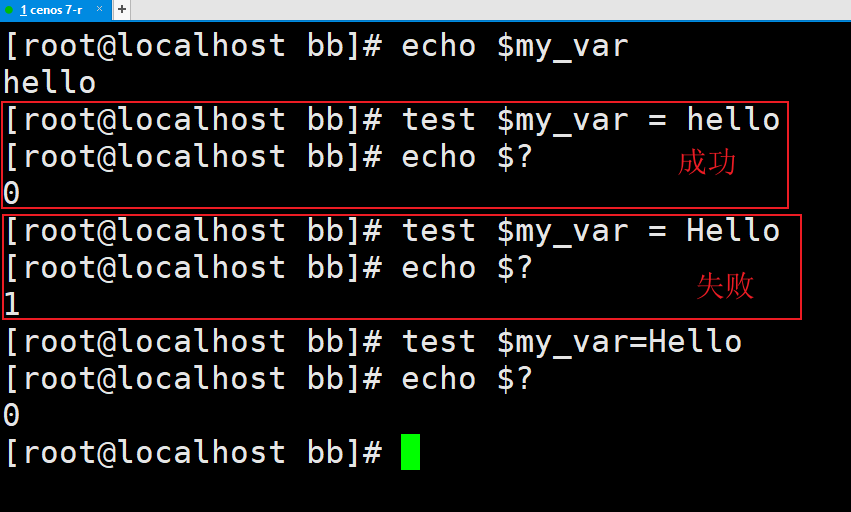 1 cenos 7-r × +
[root@localhost bb]# echo $my_var
hello
[root@localhost bb]# test $my_var = hello
[root@localhost bb]# echo $? 成功
0
[root@localhost bb]# test $my_var = Hello
[root@localhost bb]# echo $?
失败
1
[root@localhost bb]# test $my_var=Hello
[root@localhost bb]# echo $?
0
[root@localhost bb]#